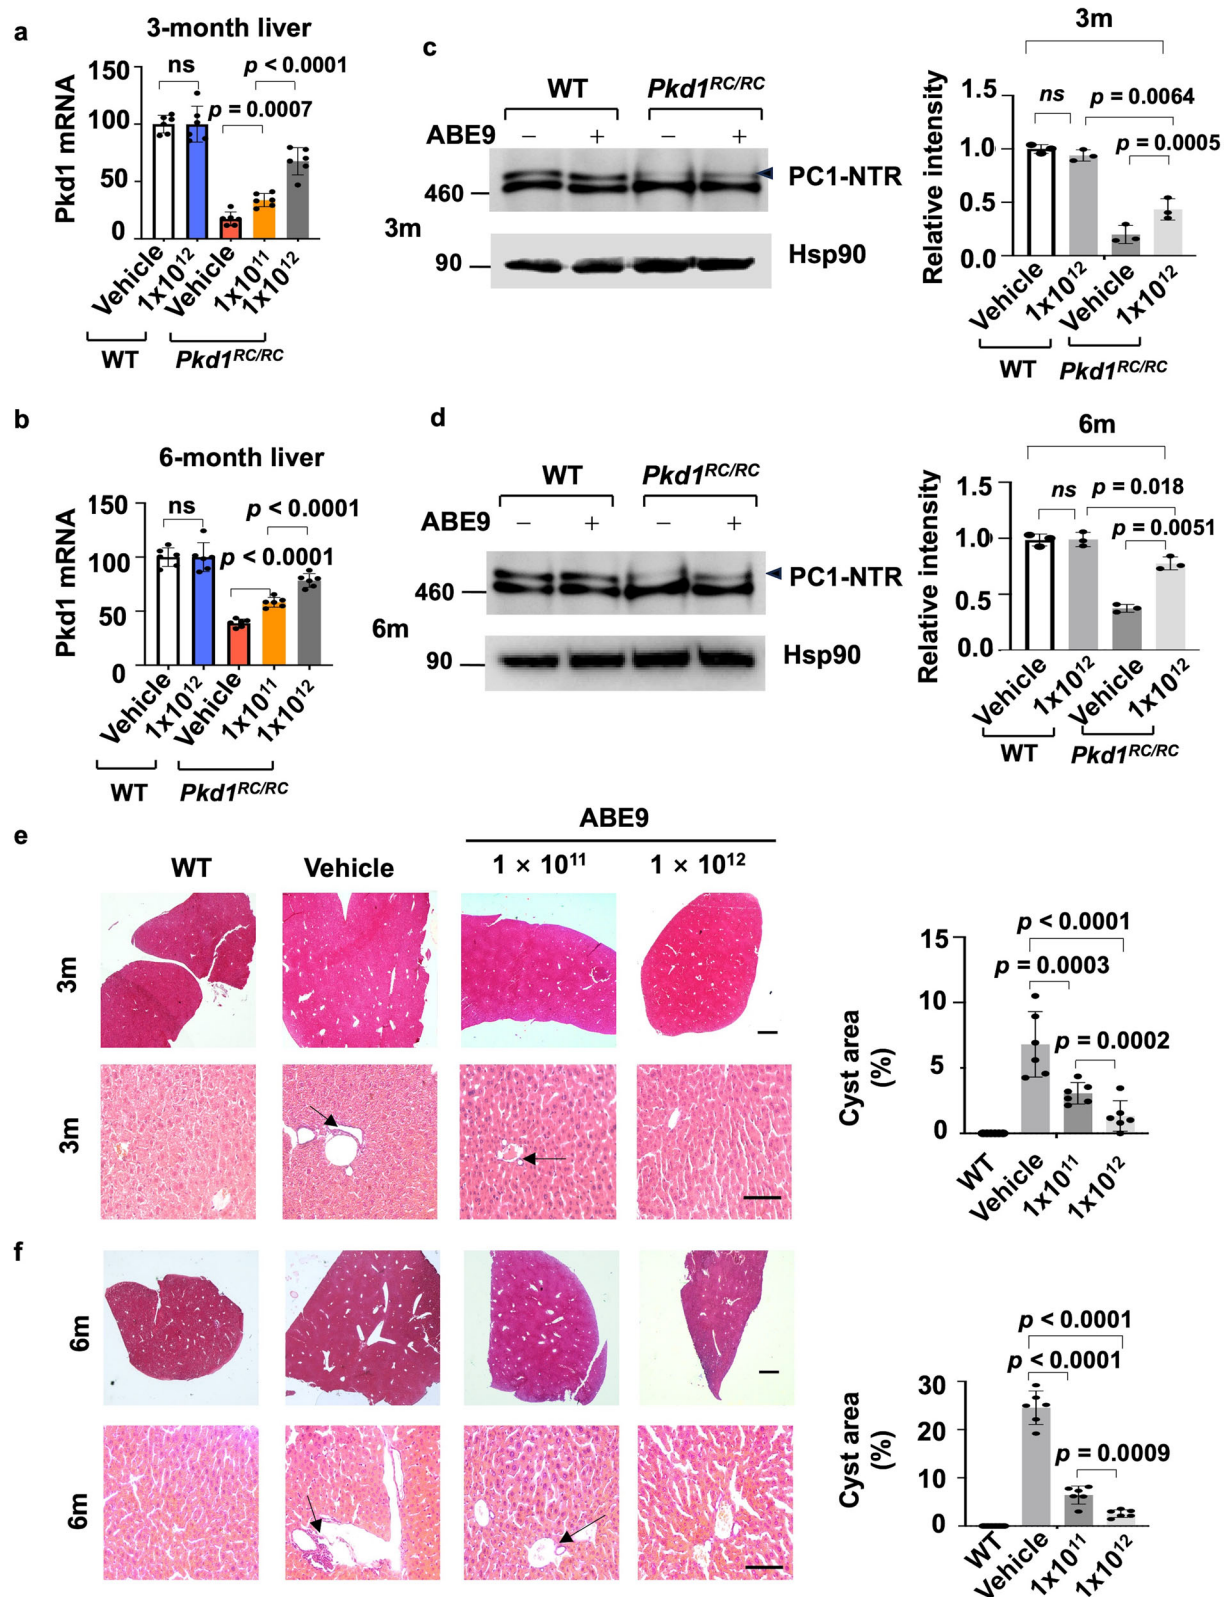 a
3-month liver
Pkd1 mRNA
150
100
50
0
ns
p < 0.0001
p = 0.0007
Vehicle
1x10¹²
Vehicle
1x10¹¹
1x10¹²
WT
Pkd1ᴿᶜ/ᴿᶜ
c
WT
Pkd1ᴿᶜ/ᴿᶜ
ABE9
−
+
−
+
460
PC1-NTR
3m
90
Hsp90
3m
Relative intensity
1.5
1.0
0.5
0.0
ns
p = 0.0064
p = 0.0005
Vehicle
1x10¹²
Vehicle
1x10¹²
WT
Pkd1ᴿᶜ/ᴿᶜ
b
6-month liver
Pkd1 mRNA
150
100
50
0
ns
p < 0.0001
p < 0.0001
Vehicle
1x10¹²
Vehicle
1x10¹¹
1x10¹²
WT
Pkd1ᴿᶜ/ᴿᶜ
d
WT
Pkd1ᴿᶜ/ᴿᶜ
ABE9
−
+
−
+
460
PC1-NTR
6m
90
Hsp90
6m
Relative intensity
1.5
1.0
0.5
0.0
ns
p = 0.018
p = 0.0051
Vehicle
1x10¹²
Vehicle
1x10¹²
WT
Pkd1ᴿᶜ/ᴿᶜ
e
ABE9
WT
Vehicle
1 × 10¹¹
1 × 10¹²
3m
3m
Cyst area
(%)
15
10
5
0
p < 0.0001
p = 0.0003
p = 0.0002
WT
Vehicle
1x10¹¹
1x10¹²
f
6m
6m
Cyst area
(%)
30
20
10
0
p < 0.0001
p < 0.0001
p = 0.0009
WT
Vehicle
1x10¹¹
1x10¹²